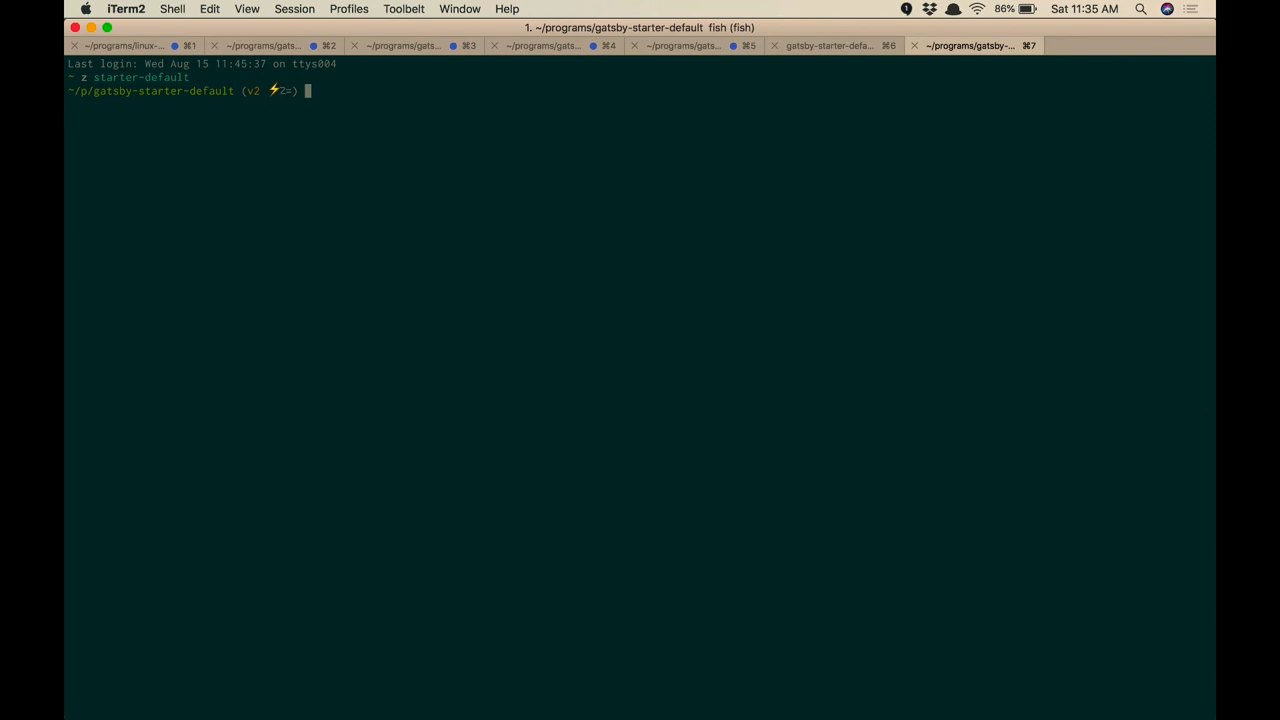 iTerm2 Shell Edit View Session Profiles Toolbelt Window Help 86% Sat 11:35 AM
1. ~/programs/gatsby-starter-default fish (fish)
~/programs/linux-... ⌘1 ~/programs/gats... ⌘2 ~/programs/gats... ⌘3 ~/programs/gats... ⌘4 ~/programs/gats... ⌘5 gatsby-starter-defa... ⌘6 ~/programs/gatsby-... ⌘7
Last login: Wed Aug 15 11:45:37 on ttys004
~ z starter-default
~/p/gatsby-starter-default (v2 ⚡2=)